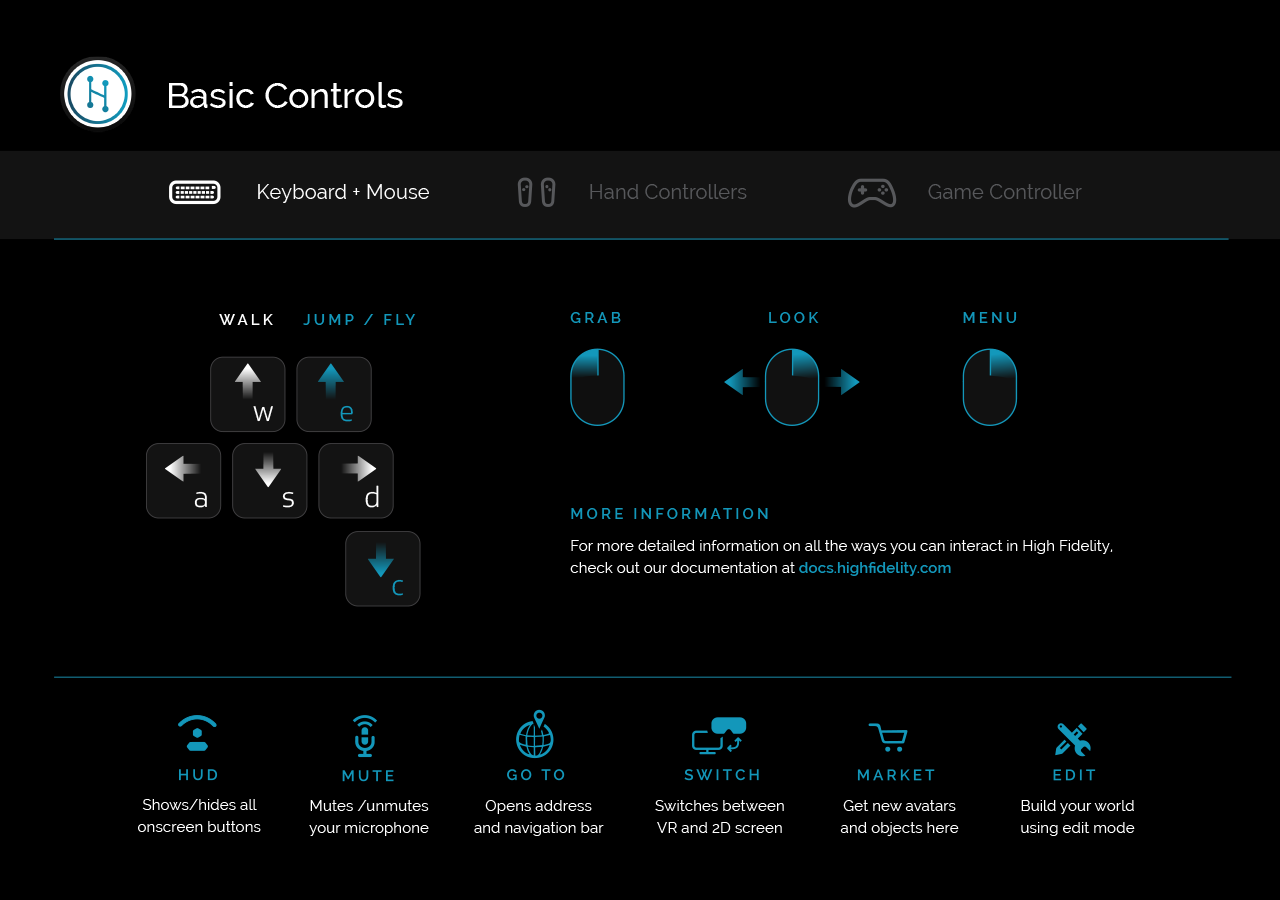 Basic Controls
Keyboard + Mouse
Hand Controllers
Game Controller
WALK
JUMP / FLY
w
e
a
s
d
c
GRAB
LOOK
MENU
MORE INFORMATION
For more detailed information on all the ways you can interact in High Fidelity,
check out our documentation at docs.highfidelity.com
HUD
Shows/hides all
onscreen buttons
MUTE
Mutes /unmutes
your microphone
GO TO
Opens address
and navigation bar
SWITCH
Switches between
VR and 2D screen
MARKET
Get new avatars
and objects here
EDIT
Build your world
using edit mode